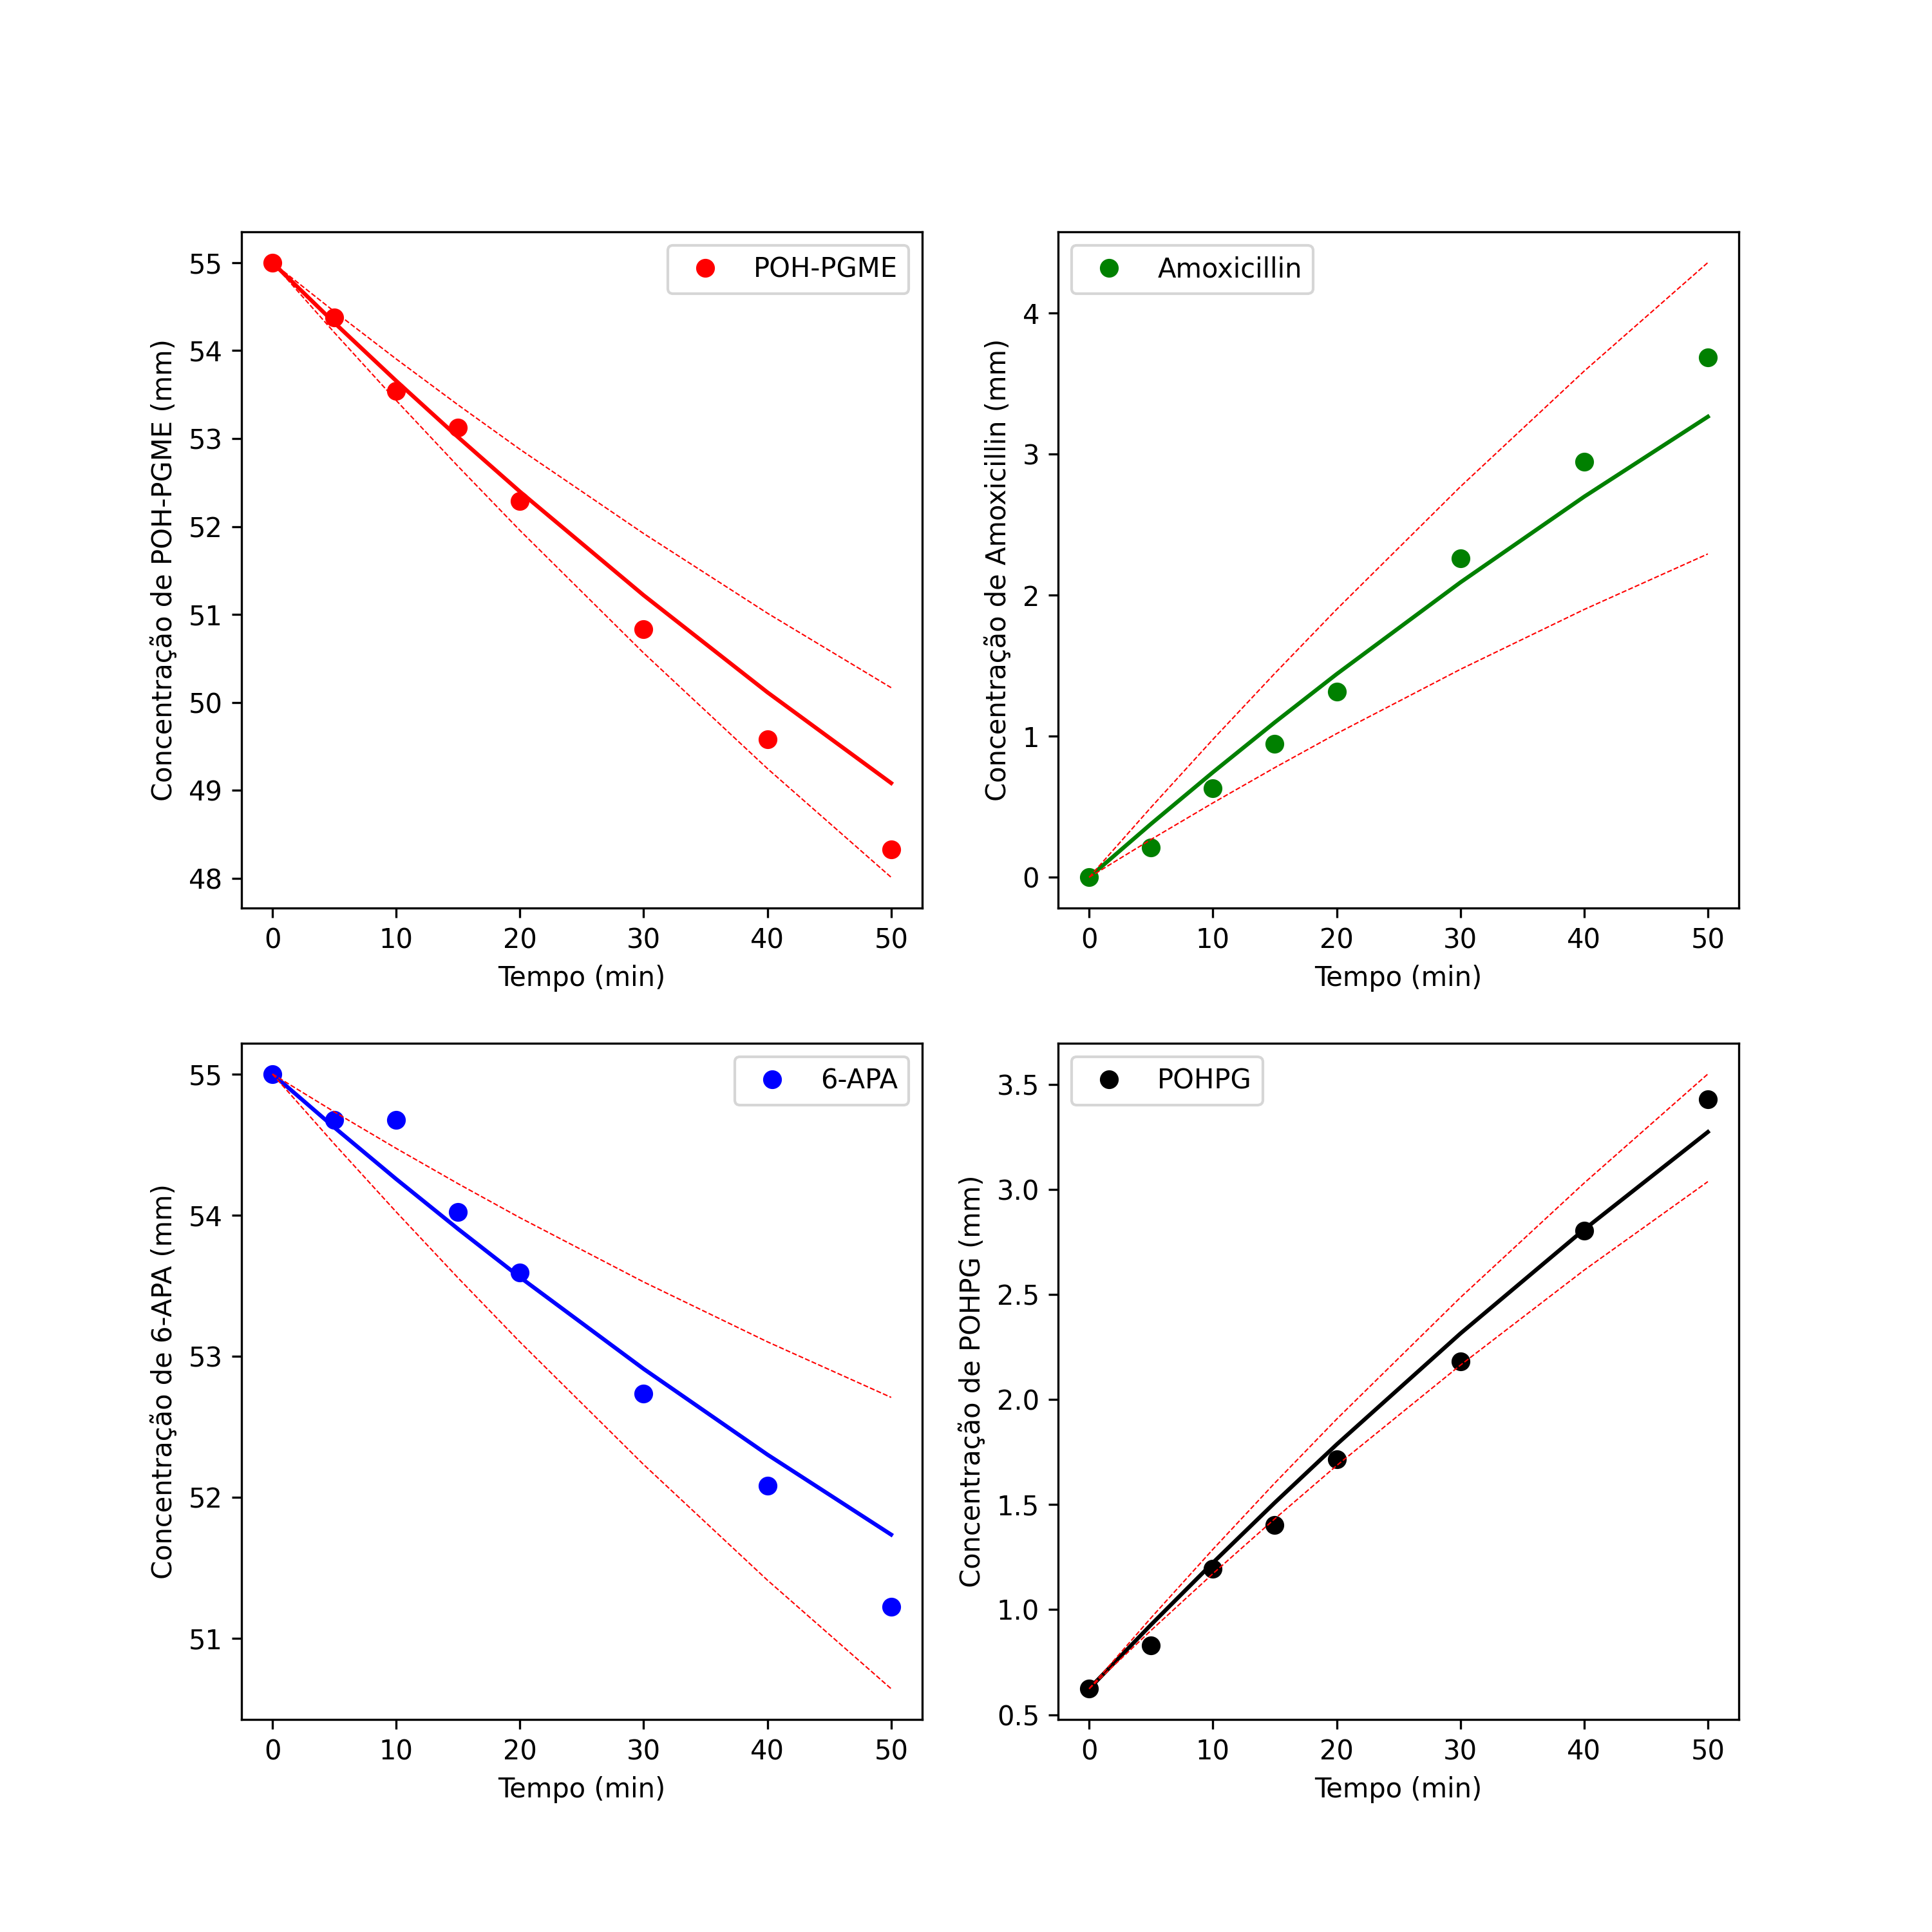 POH-PGME
Concentração de POH-PGME (mm)
55
54
53
52
51
50
49
48
0 10 20 30 40 50
Tempo (min)
Amoxicillin
Concentração de Amoxicillin (mm)
4
3
2
1
0
0 10 20 30 40 50
Tempo (min)
6-APA
Concentração de 6-APA (mm)
55
54
53
52
51
0 10 20 30 40 50
Tempo (min)
POHPG
Concentração de POHPG (mm)
3.5
3.0
2.5
2.0
1.5
1.0
0.5
0 10 20 30 40 50
Tempo (min)